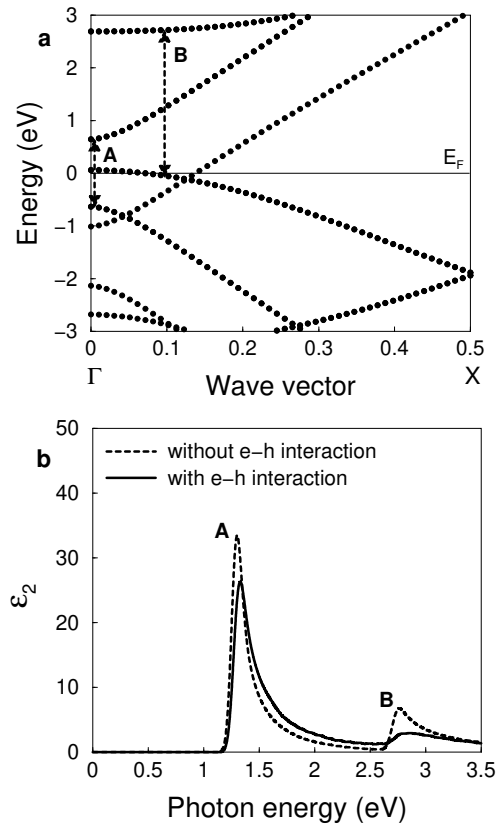 a
Energy (eV)
3
2
1
0
−1
−2
−3
A
B
E_F
0
0.1
0.2
0.3
0.4
0.5
Γ
Wave vector
X
b
ε₂
50
40
30
20
10
0
without e−h interaction
with e−h interaction
A
B
0
0.5
1
1.5
2
2.5
3
3.5
Photon energy (eV)